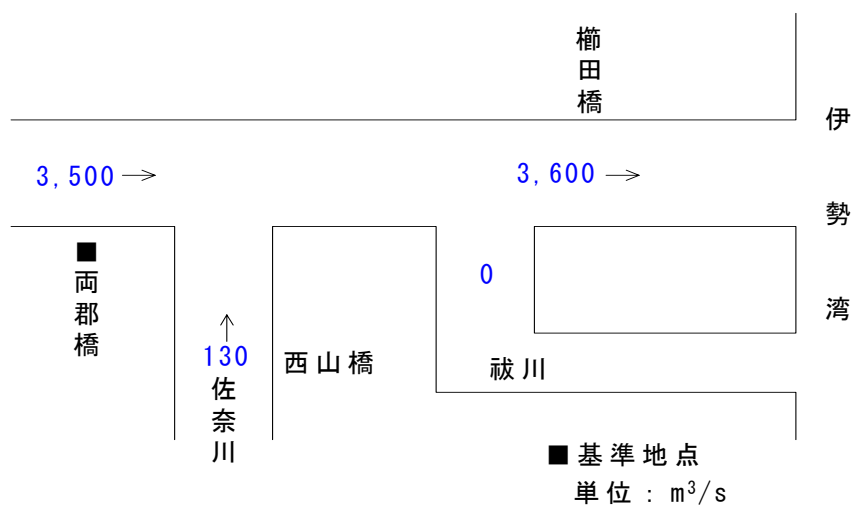 櫛田橋
伊勢湾
3,500→
3,600→
■
両郡橋
0
↑
130
西山橋
祓川
佐奈川
■基準地点
単位：m³/s